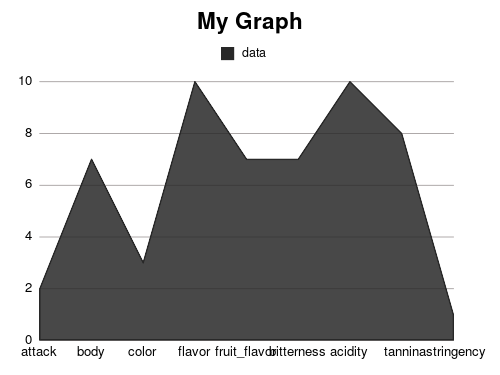 My Graph
data
10
8
6
4
2
0
attack body color flavor fruit_flavor bitterness acidity tannin astringency